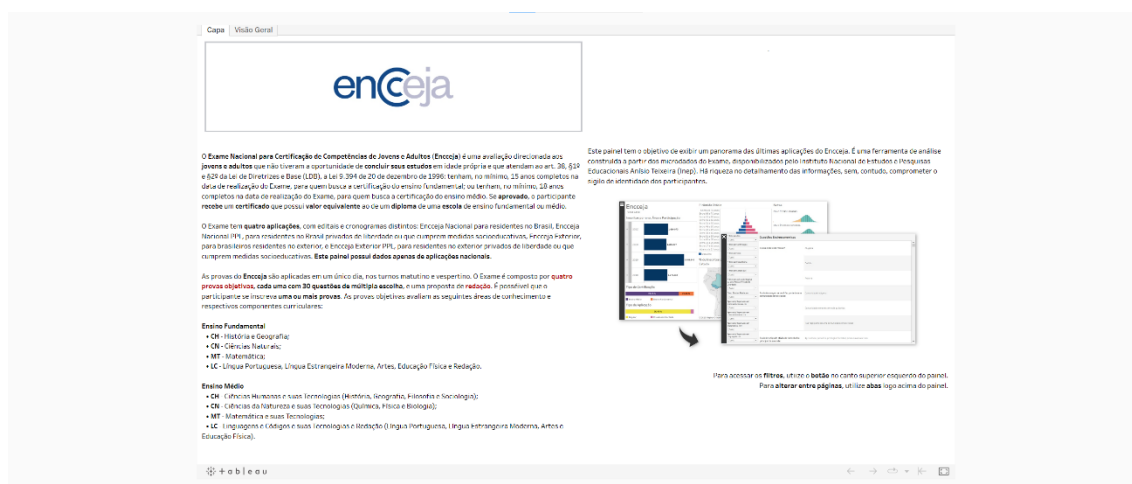 Capa Visão Geral
encceja
O Exame Nacional para Certificação de Competências de Jovens e Adultos (Encceja) é uma avaliação direcionada aos
jovens e adultos que não tiveram a oportunidade de concluir seus estudos em idade própria e que atendam ao art. 38, §1º
e §2º da Lei de Diretrizes e Base (LDB), a Lei 9.394 de 20 de dezembro de 1996: tenham, no mínimo, 15 anos completos na
data de realização do Exame, para quem busca a certificação do ensino fundamental; ou tenham, no mínimo, 18 anos
completos na data de realização do Exame, para quem busca a certificação do ensino médio. Se aprovado, o participante
recebe um certificado que possui valor equivalente ao de um diploma de uma escola de ensino fundamental ou médio.
O Exame tem quatro aplicações, com editais e cronogramas distintos: Encceja Nacional para residentes no Brasil, Encceja
Nacional PPL, para residentes no Brasil privados de liberdade ou que cumprem medidas socioeducativas, Encceja Exterior,
para brasileiros residentes no exterior, e Encceja Exterior PPL, para residentes no exterior privados de liberdade ou que
cumprem medidas socioeducativas. Este painel possui dados apenas de aplicações nacionais.
As provas do Encceja são aplicadas em um único dia, nos turnos matutino e vespertino. O Exame é composto por quatro
provas objetivas, cada uma com 30 questões de múltipla escolha, e uma proposta de redação. É possível que o
participante se inscreva uma ou mais provas. As provas objetivas avaliam as seguintes áreas de conhecimento e
respectivos componentes curriculares:
Ensino Fundamental
• CH - História e Geografia;
• CN - Ciências Naturais;
• MT - Matemática;
• LC - Língua Portuguesa, Língua Estrangeira Moderna, Artes, Educação Física e Redação.
Ensino Médio
• CH - Ciências Humanas e suas Tecnologias (História, Geografia, Filosofia e Sociologia);
• CN - Ciências da Natureza e suas Tecnologias (Química, Física e Biologia);
• MT - Matemática e suas Tecnologias;
• LC - Linguagens e Códigos e suas Tecnologias e Redação (Língua Portuguesa, Língua Estrangeira Moderna, Artes e
Educação Física).
Este painel tem o objetivo de exibir um panorama das últimas aplicações do Encceja. É uma ferramenta de análise
construída a partir dos microdados do Exame, disponibilizados pelo Instituto Nacional de Estudos e Pesquisas
Educacionais Anísio Teixeira (Inep). Há riqueza no detalhamento das informações, sem, contudo, comprometer o
sigilo de identidade dos participantes.
Encceja
Para acessar os filtros, utilize o botão no canto superior esquerdo do painel.
Para alterar entre páginas, utilize abas logo acima do painel.
+ableau